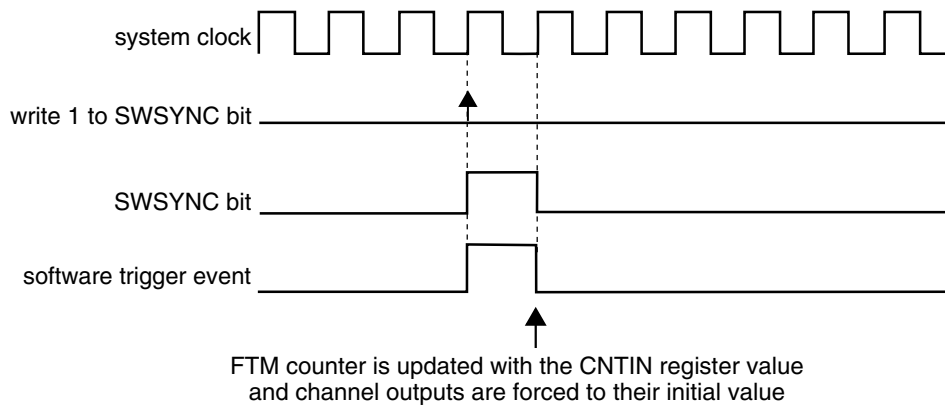 system clock
write 1 to SWSYNC bit
SWSYNC bit
software trigger event
FTM counter is updated with the CNTIN register value
and channel outputs are forced to their initial value